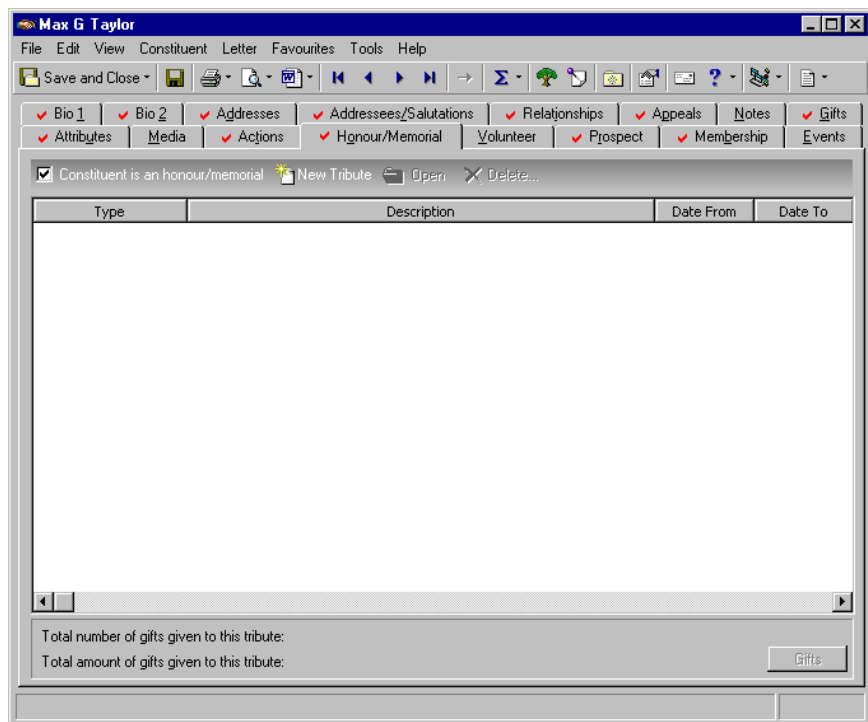 Max G Taylor
File Edit View Constituent Letter Favourites Tools Help
Save and Close
Bio 1 Bio 2 Addresses Addressees/Salutations Relationships Appeals Notes Gifts
Attributes Media Actions Honour/Memorial Volunteer Prospect Membership Events
Constituent is an honour/memorial New Tribute Open Delete...
Type Description Date From Date To
Total number of gifts given to this tribute:
Total amount of gifts given to this tribute: Gifts